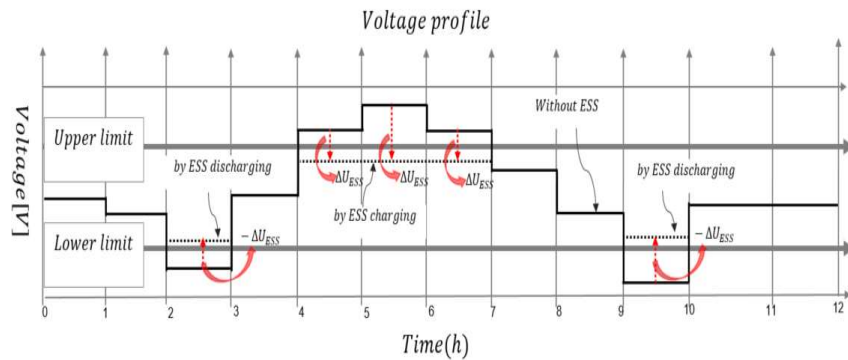 Voltage profile
Voltage[V]
Without ESS
Upper limit
by ESS discharging
ΔU_ESS
ΔU_ESS
ΔU_ESS
by ESS discharging
by ESS charging
Lower limit
− ΔU_ESS
− ΔU_ESS
0 1 2 3 4 5 6 7 8 9 10 11 12
Time(h)